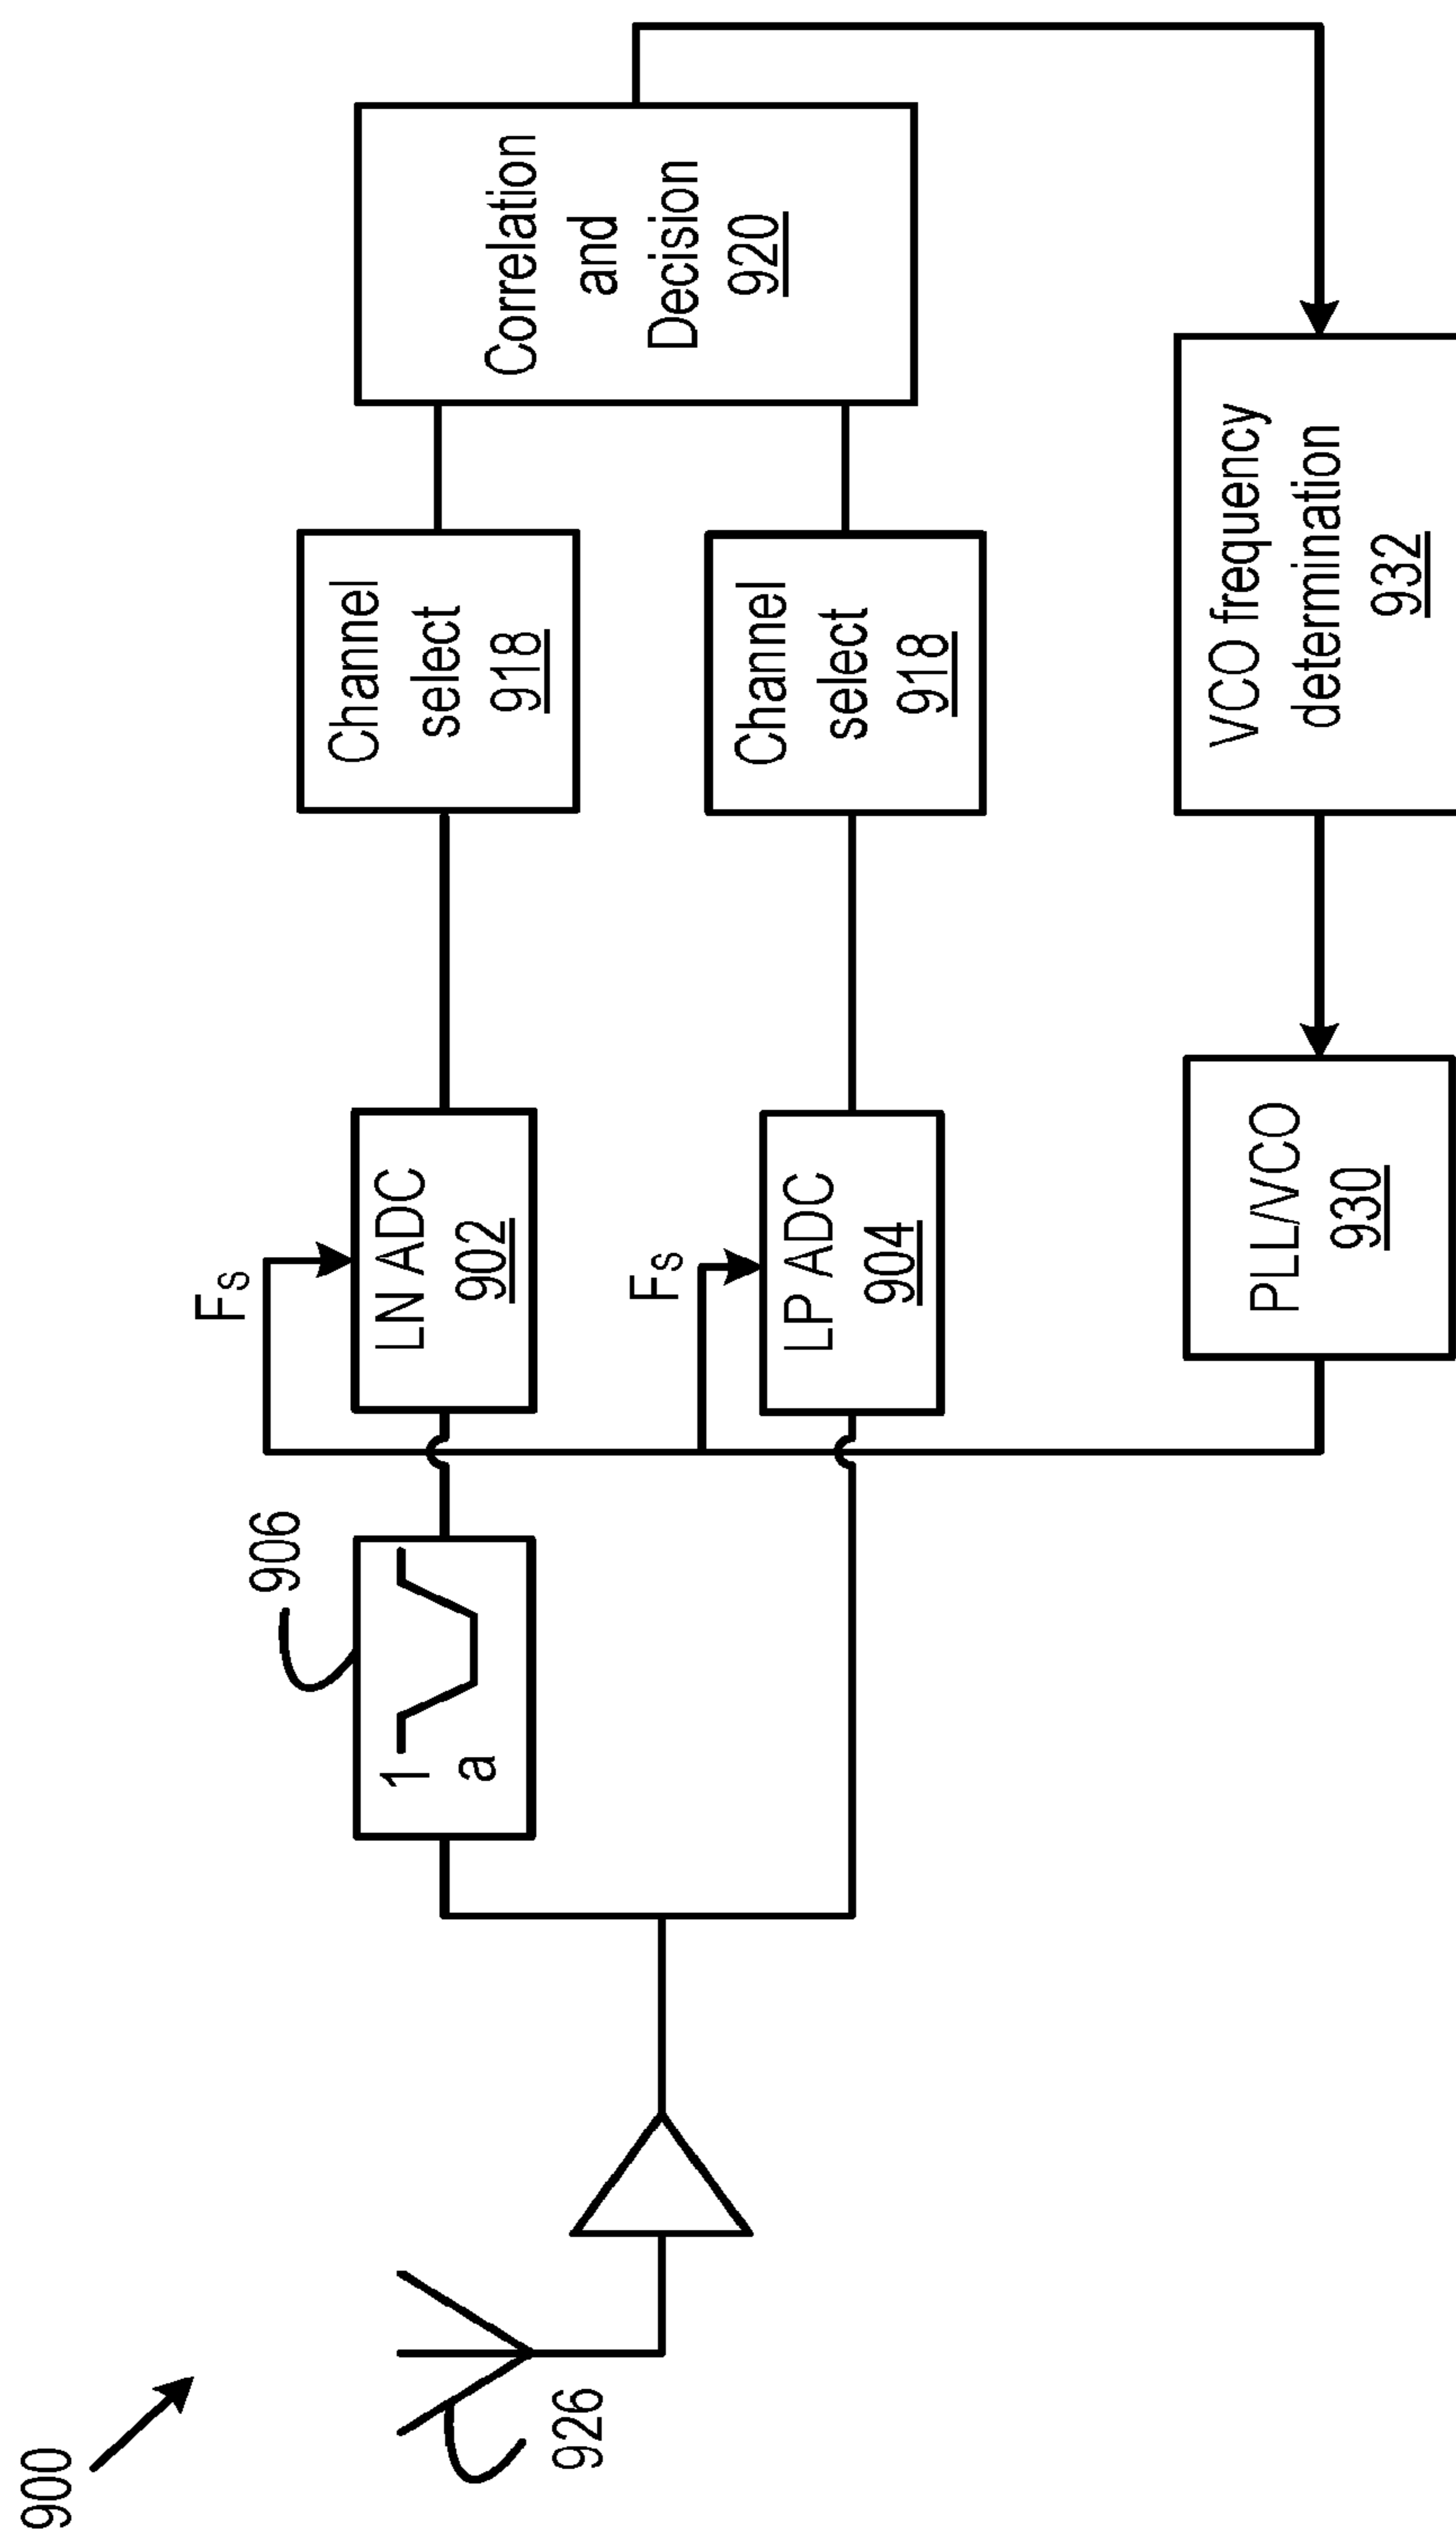 900
926
906
1
a
Fs
LN ADC
902
Fs
LP ADC
904
Channel
select
918
Channel
select
918
Correlation
and
Decision
920
PLL/VCO
930
VCO frequency
determination
932